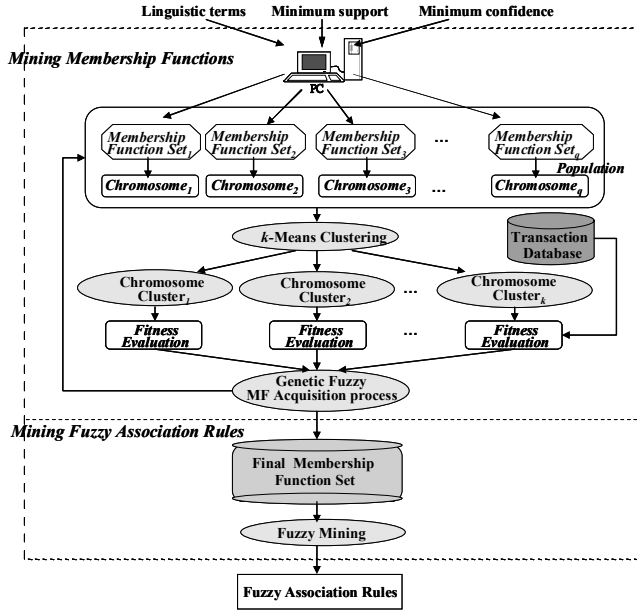 Linguistic terms Minimum support Minimum confidence
Mining Membership Functions
PC
Membership Function Set1
Membership Function Set2
Membership Function Set3
...
Membership Function Setq
Population
Chromosome1
Chromosome2
Chromosome3
...
Chromosomeq
k-Means Clustering
Transaction
Database
Chromosome
Cluster1
Chromosome
Cluster2
...
Chromosome
Clusterk
Fitness
Evaluation
Fitness
Evaluation
...
Fitness
Evaluation
Genetic Fuzzy
MF Acquisition process
Mining Fuzzy Association Rules
Final Membership
Function Set
Fuzzy Mining
Fuzzy Association Rules